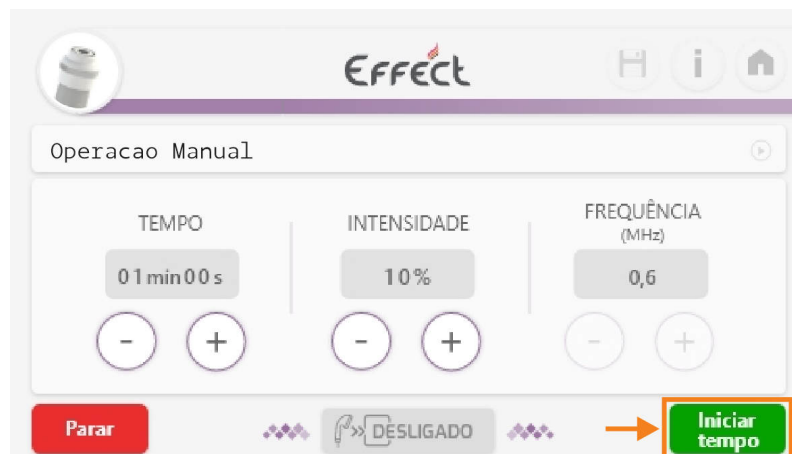 Effect
i
Operacao Manual
TEMPO
INTENSIDADE
FREQUÊNCIA
(MHz)
01min00s
10%
0,6
- + - + - +
Parar
DESLIGADO
Iniciar
tempo